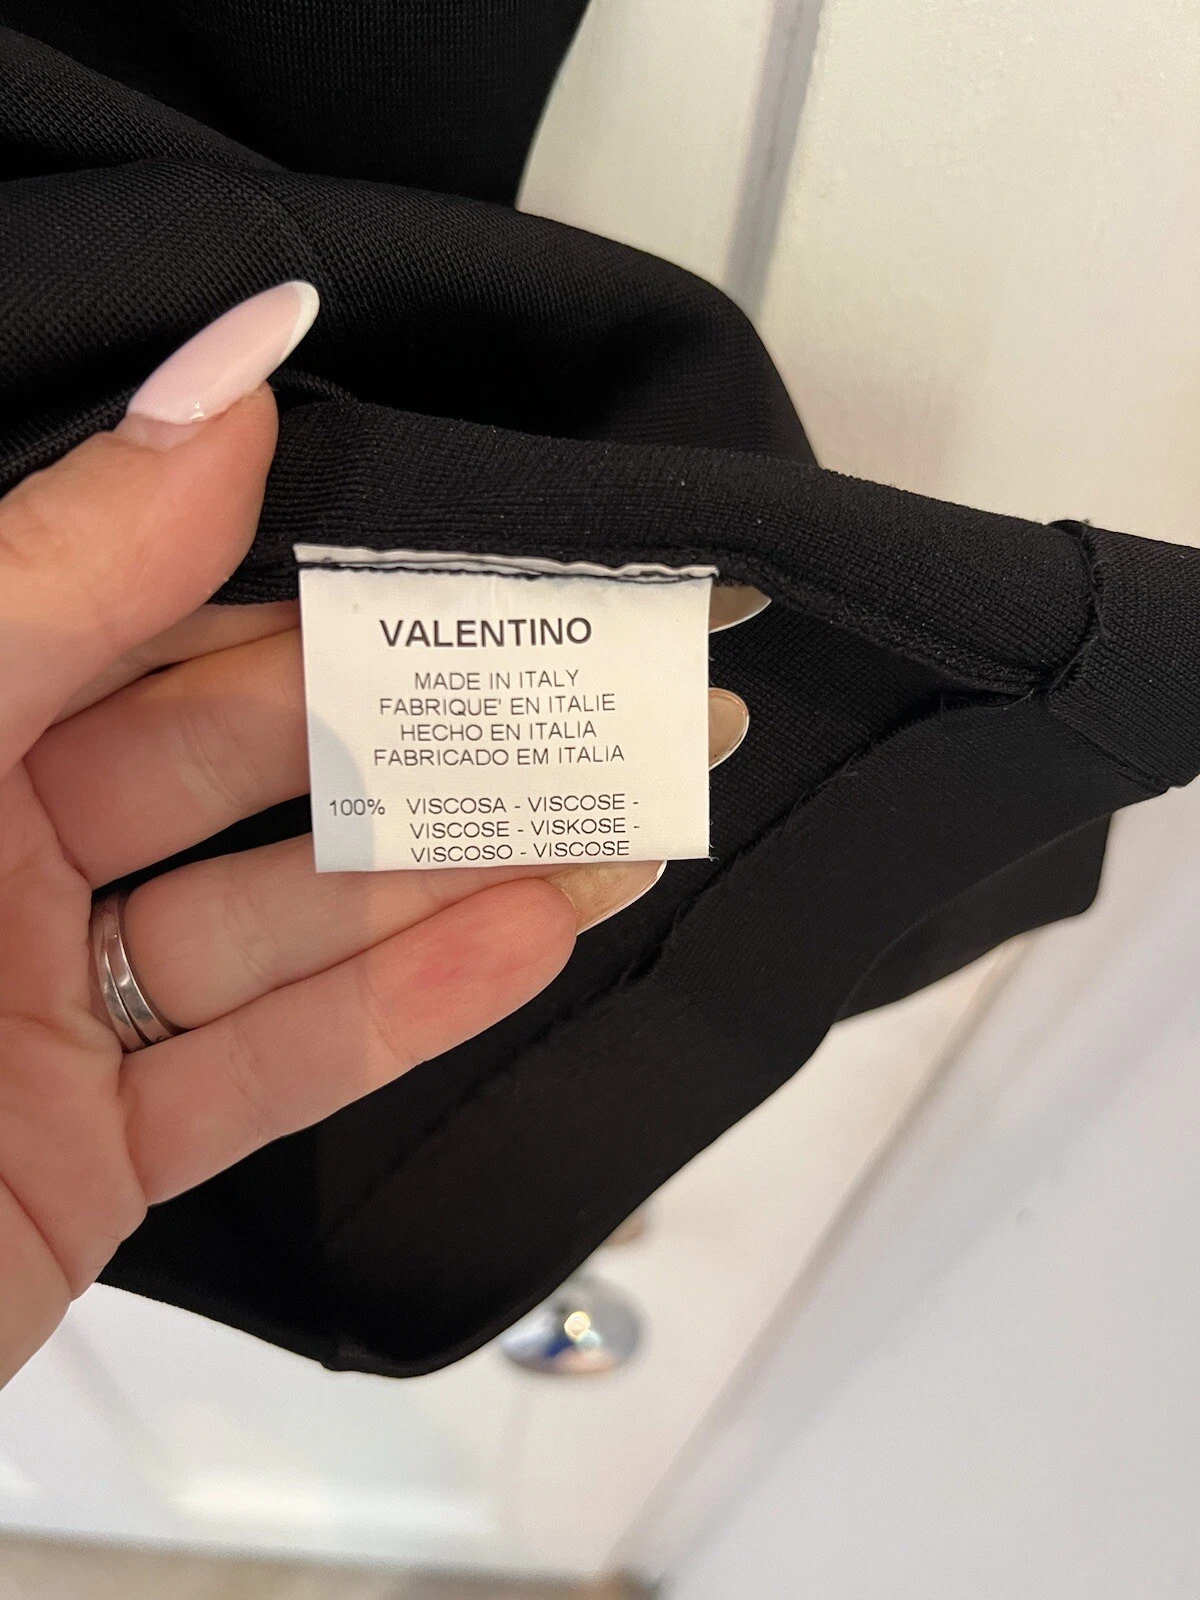 VALENTINO
MADE IN ITALY
FABRIQUE' EN ITALIE
HECHO EN ITALIA
FABRICADO EM ITALIA
100% VISCOSA - VISCOSE -
VISCOSE - VISKOSE -
VISCOSO - VISCOSE